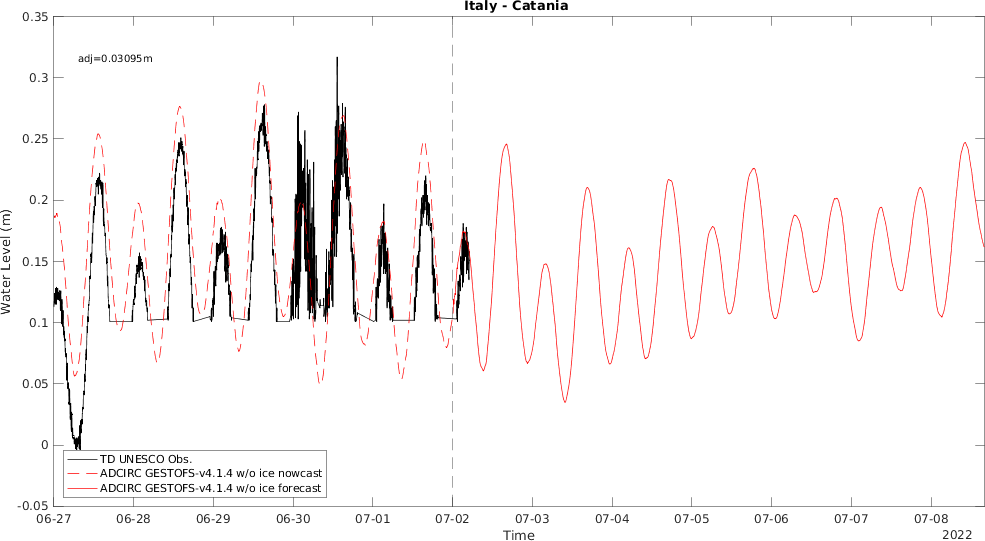 Italy - Catania
0.35
0.3
0.25
0.2
0.15
0.1
0.05
0
-0.05
Water Level (m)
adj=0.03095m
TD UNESCO Obs.
ADCIRC GESTOFS-v4.1.4 w/o ice nowcast
ADCIRC GESTOFS-v4.1.4 w/o ice forecast
06-27 06-28 06-29 06-30 07-01 07-02 07-03 07-04 07-05 07-06 07-07 07-08
Time
2022